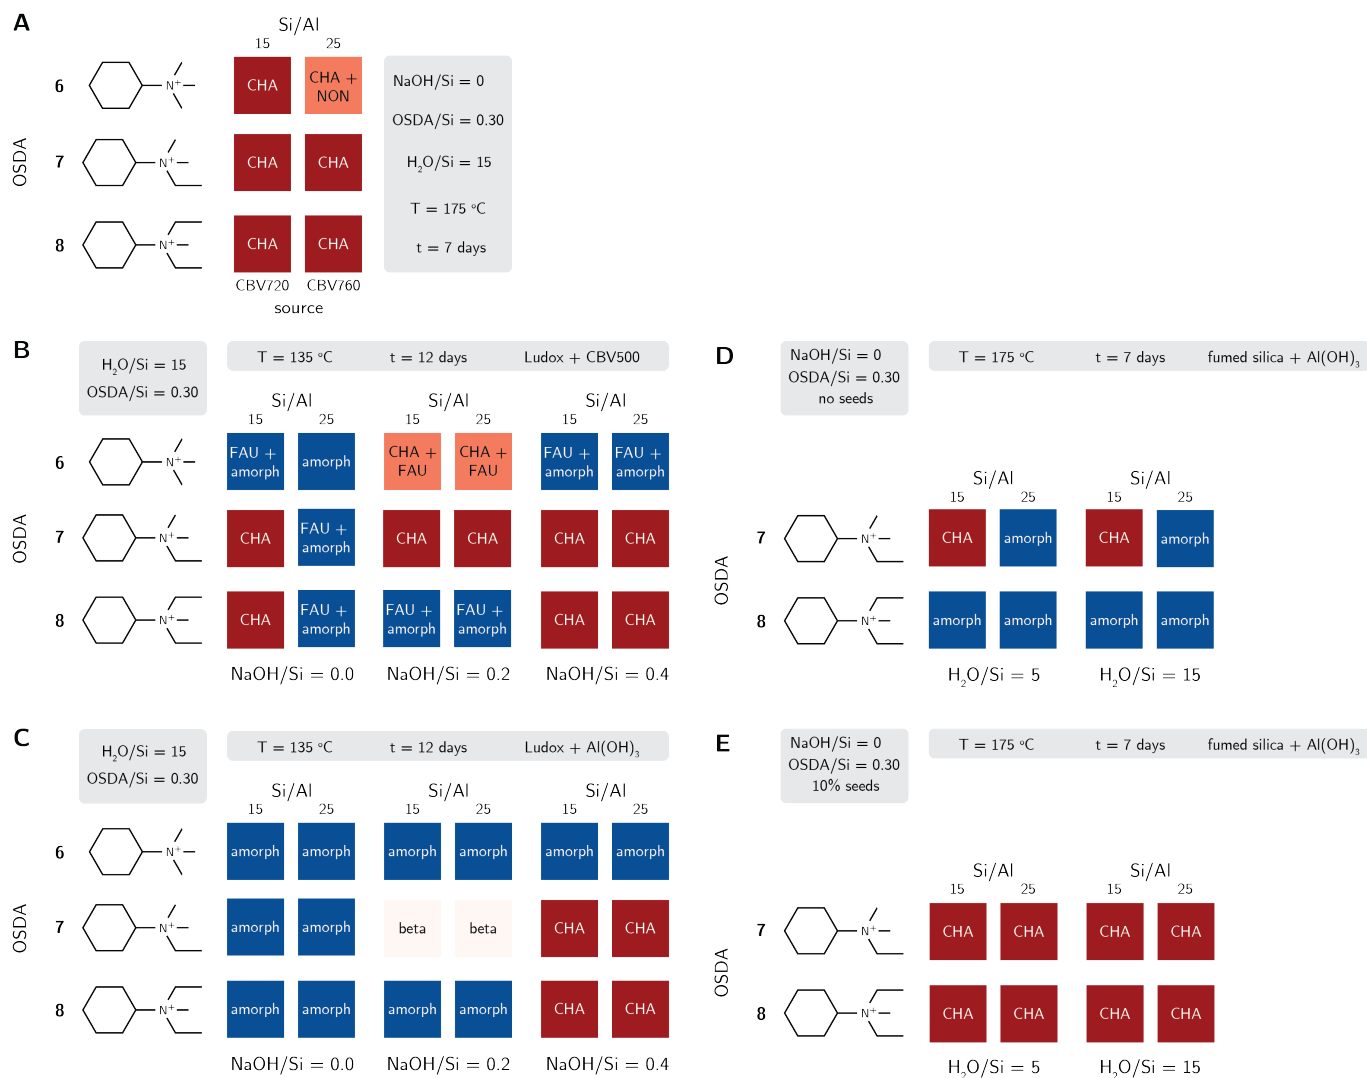 A
Si/Al
15 25
6 N+ CHA CHA + NON
7 N+ CHA CHA
8 N+ CHA CHA
OSDA
CBV720 CBV760
source
NaOH/Si = 0
OSDA/Si = 0.30
H2O/Si = 15
T = 175 °C
t = 7 days
B
H2O/Si = 15
OSDA/Si = 0.30
T = 135 °C t = 12 days Ludox + CBV500
Si/Al Si/Al Si/Al
15 25 15 25 15 25
6 N+ FAU + amorph amorph CHA + FAU CHA + FAU FAU + amorph FAU + amorph
7 N+ CHA FAU + amorph CHA CHA CHA CHA
8 N+ CHA FAU + amorph FAU + amorph FAU + amorph CHA CHA
OSDA
NaOH/Si = 0.0 NaOH/Si = 0.2 NaOH/Si = 0.4
C
H2O/Si = 15
OSDA/Si = 0.30
T = 135 °C t = 12 days Ludox + Al(OH)3
Si/Al Si/Al Si/Al
15 25 15 25 15 25
6 N+ amorph amorph amorph amorph amorph amorph
7 N+ amorph amorph beta beta CHA CHA
8 N+ amorph amorph amorph amorph CHA CHA
OSDA
NaOH/Si = 0.0 NaOH/Si = 0.2 NaOH/Si = 0.4
D
NaOH/Si = 0
OSDA/Si = 0.30
no seeds
T = 175 °C t = 7 days fumed silica + Al(OH)3
Si/Al Si/Al
15 25 15 25
7 N+ CHA amorph CHA amorph
8 N+ amorph amorph amorph amorph
OSDA
H2O/Si = 5 H2O/Si = 15
E
NaOH/Si = 0
OSDA/Si = 0.30
10% seeds
T = 175 °C t = 7 days fumed silica + Al(OH)3
Si/Al Si/Al
15 25 15 25
7 N+ CHA CHA CHA CHA
8 N+ CHA CHA CHA CHA
OSDA
H2O/Si = 5 H2O/Si = 15